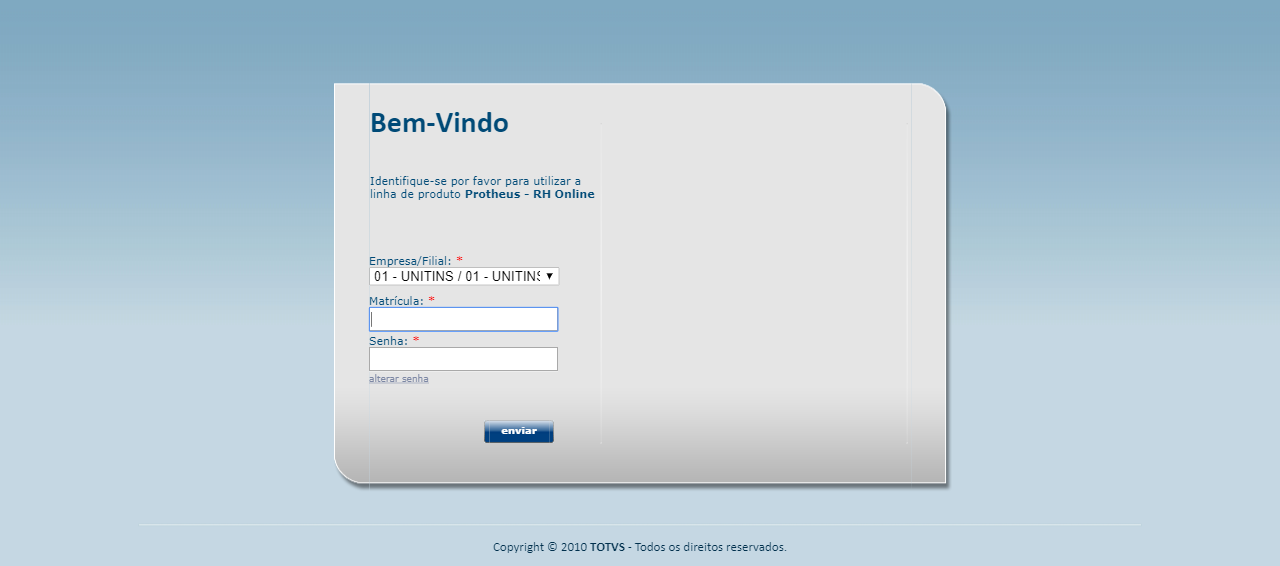 Bem-Vindo
Identifique-se por favor para utilizar a
linha de produto Protheus - RH Online
Empresa/Filial: *
01 - UNITINS / 01 - UNITINS
Matrícula: *
Senha: *
alterar senha
enviar
Copyright © 2010 TOTVS - Todos os direitos reservados.